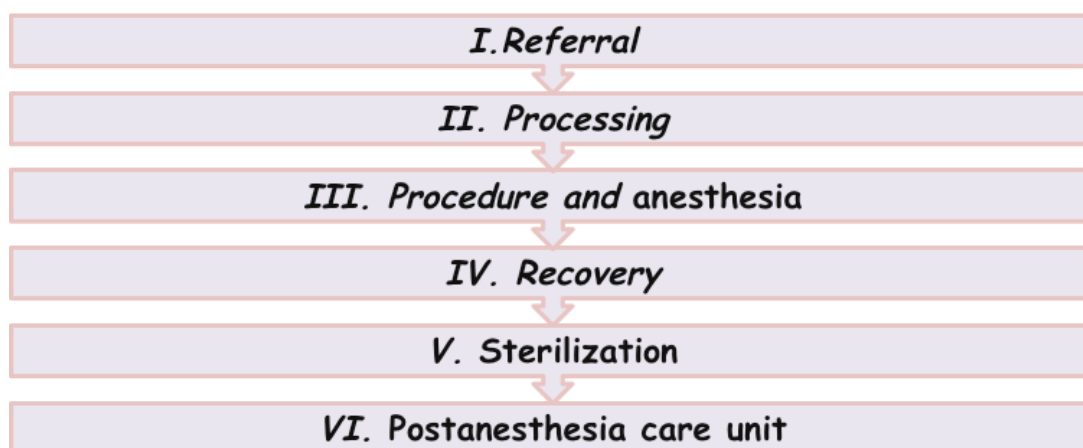 I.Referral
II. Processing
III. Procedure and anesthesia
IV. Recovery
V. Sterilization
VI. Postanesthesia care unit